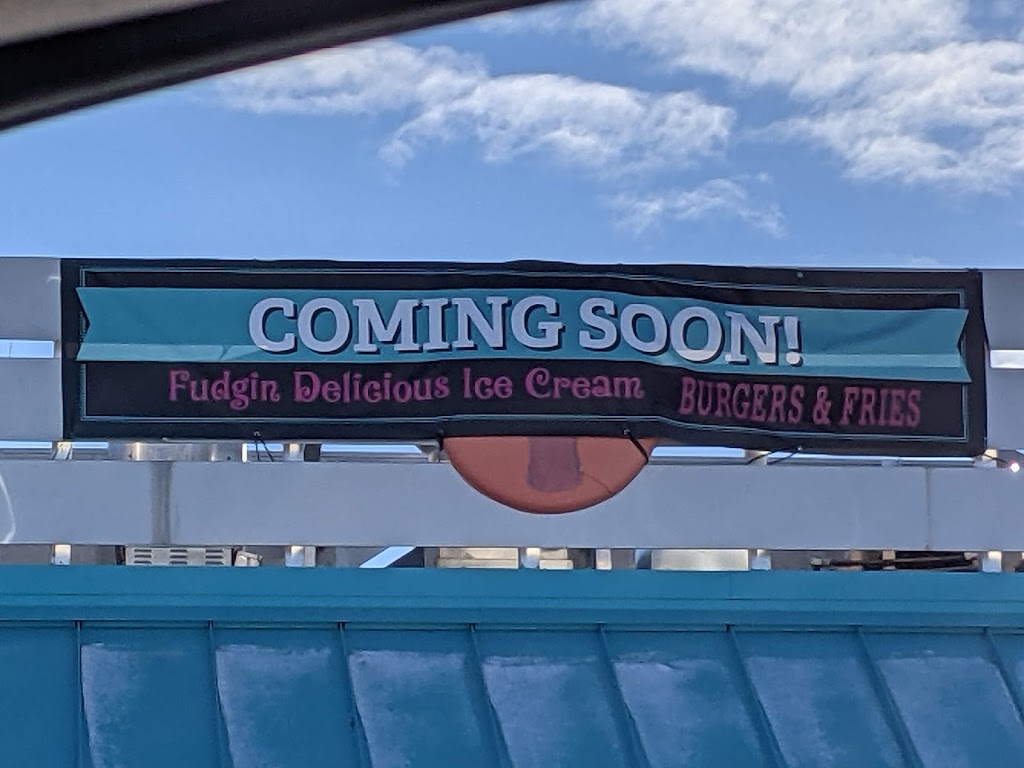 COMING SOON!
Fudgin Delicious Ice Cream BURGERS & FRIES